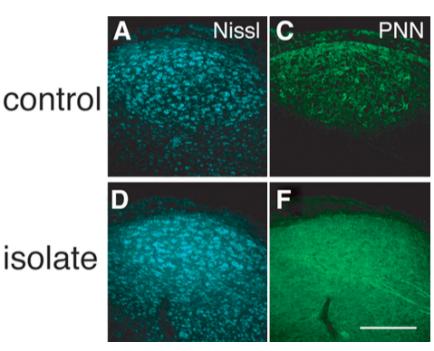 A Nissl
C PNN
control
D
F
isolate